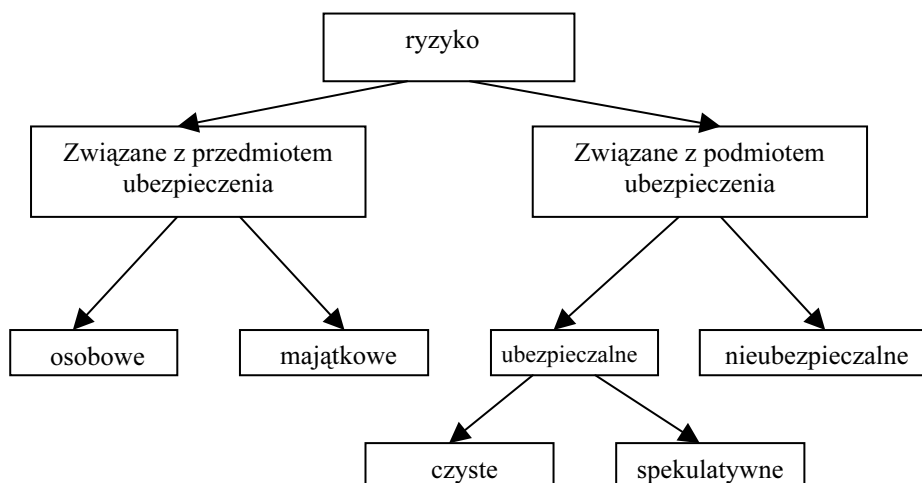 ryzyko
Związane z przedmiotem
ubezpieczenia
Związane z podmiotem
ubezpieczenia
osobowe
majątkowe
ubezpieczalne
nieubezpieczalne
czyste
spekulatywne